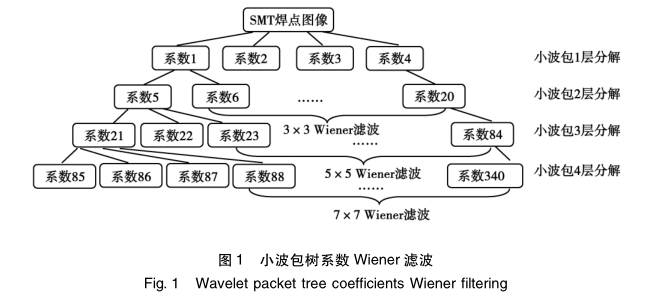 SMT焊点图像
系数1 系数2 系数3 系数4 小波包1层分解
系数5 系数6 …… 系数20 小波包2层分解
3×3 Wiener滤波
系数21 系数22 系数23 …… 系数84 小波包3层分解
5×5 Wiener滤波
系数85 系数86 系数87 系数88 …… 系数340 小波包4层分解
7×7 Wiener滤波
图1 小波包树系数 Wiener 滤波
Fig. 1 Wavelet packet tree coefficients Wiener filtering